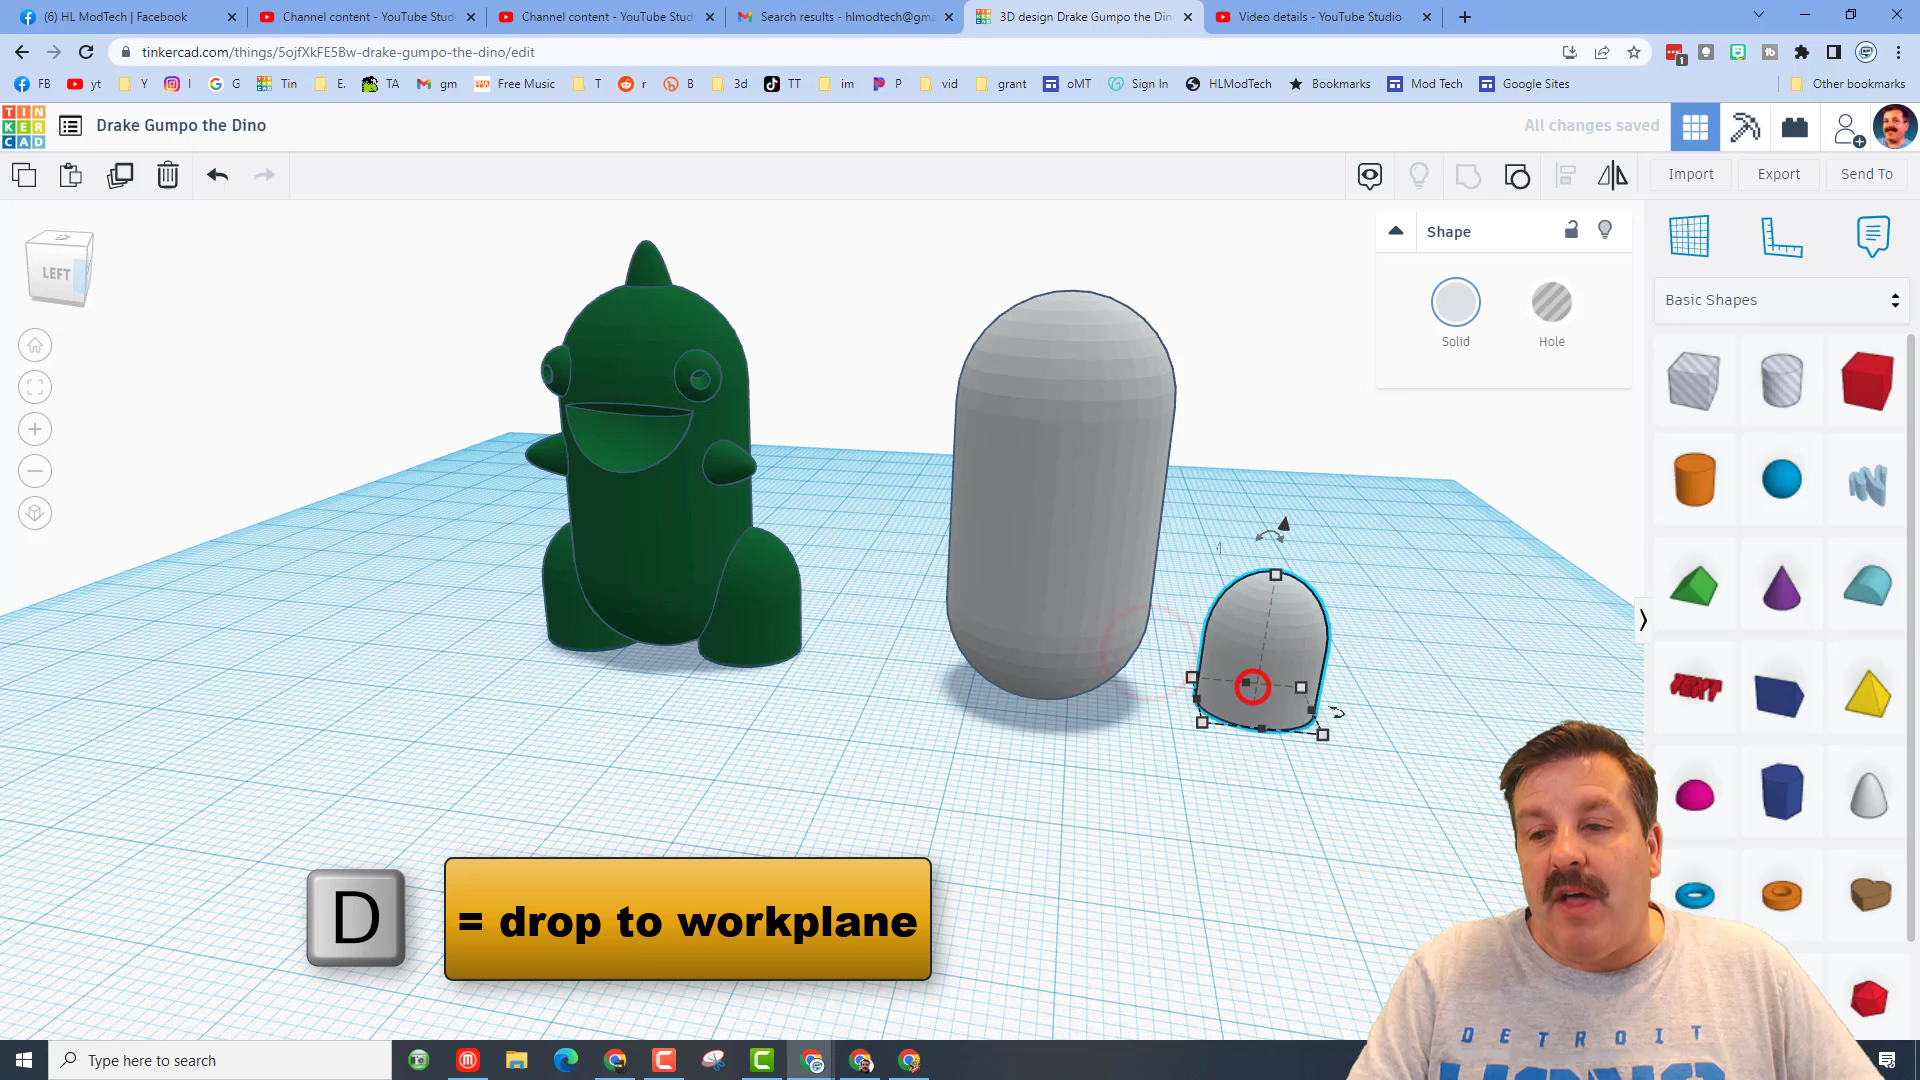 (6) HL ModTech | Facebook
Channel content - YouTube Stud
Channel content - YouTube Stud
Search results - hlmodtech@gma
3D design Drake Gumpo the Din
Video details - YouTube Studio
tinkercad.com/things/5ojfXkFE5Bw-drake-gumpo-the-dino/edit
1
FB
yt
Y
I
G
Tin
E.
TA
gm
Free Music
T
r
B
3d
TT
im
P
vid
grant
oMT
Sign In
HLModTech
Bookmarks
Mod Tech
Google Sites
Other bookmarks
TIN
KER
CAD
Drake Gumpo the Dino
All changes saved
Import
Export
Send To
LEFT
Shape
Solid
Hole
Basic Shapes
TEXT
D
= drop to workplane
DETROIT
Type here to search